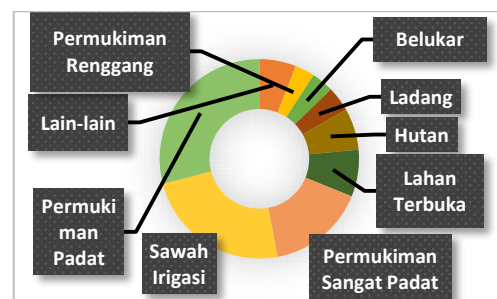 Permukiman
Renggang
Belukar
Lain-lain
Ladang
Hutan
Lahan
Terbuka
Permuki
man
Padat
Sawah
Irigasi
Permukiman
Sangat Padat